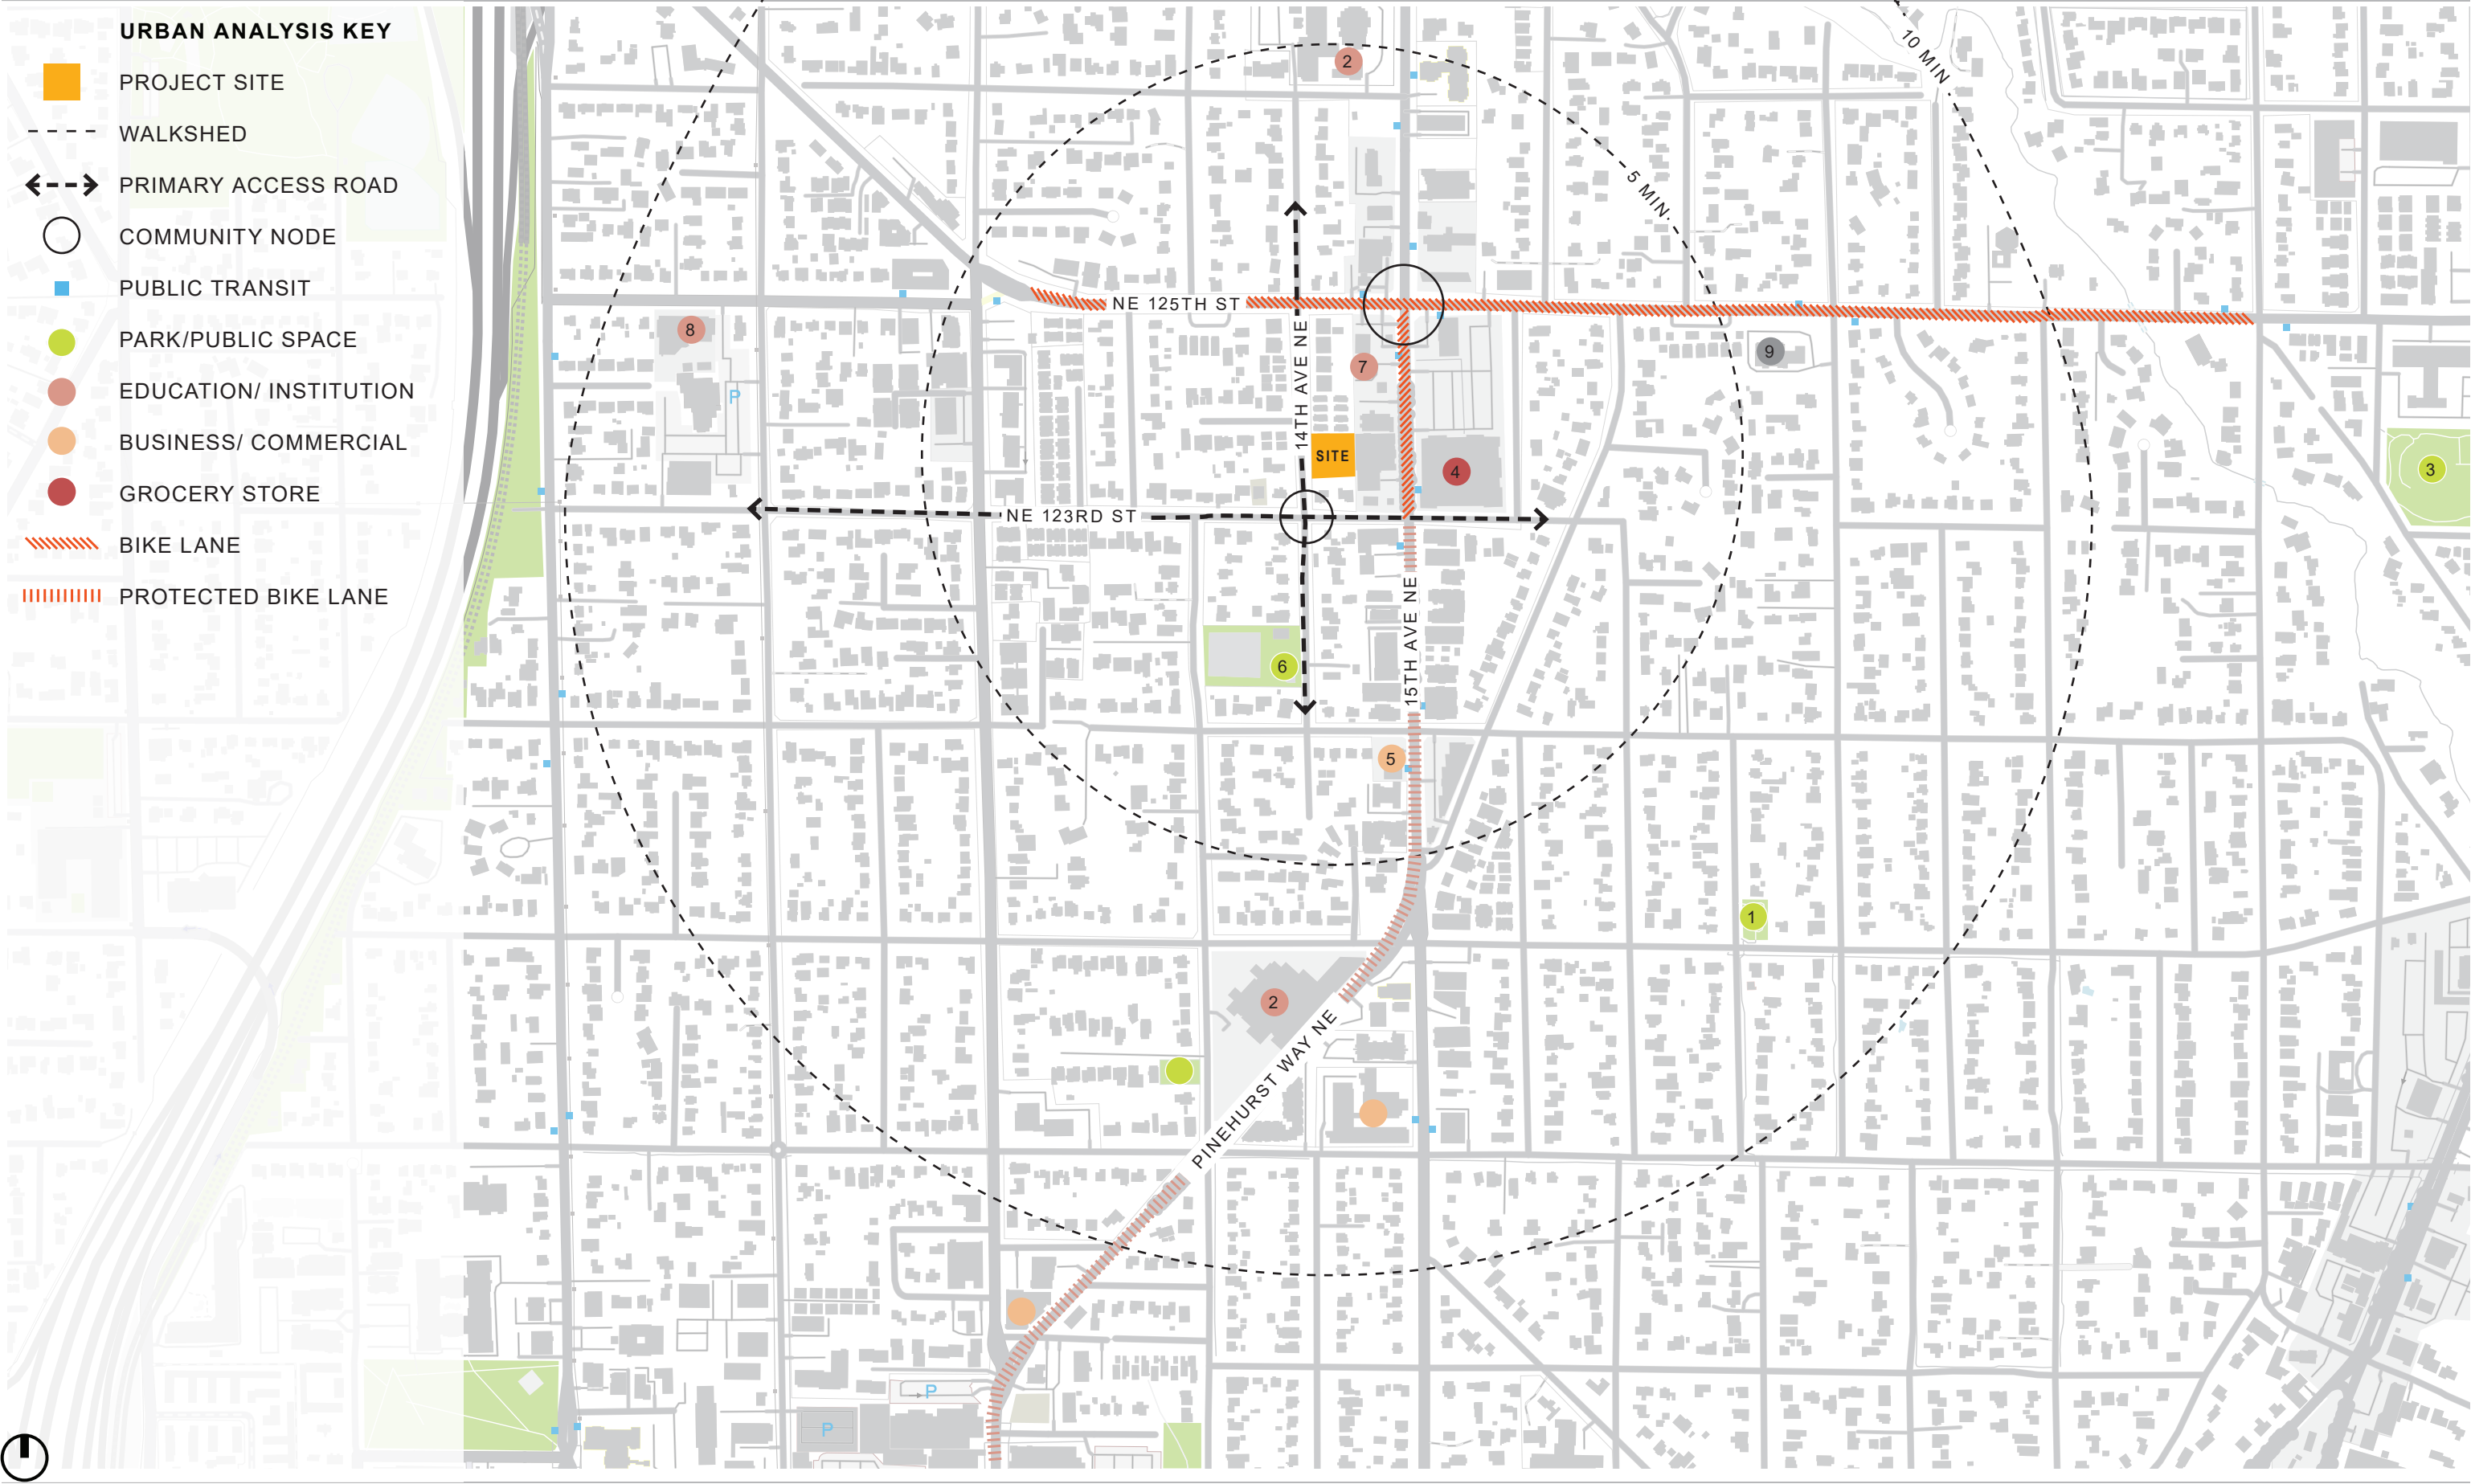 URBAN ANALYSIS KEY
PROJECT SITE
WALKSHED
PRIMARY ACCESS ROAD
COMMUNITY NODE
PUBLIC TRANSIT
PARK/PUBLIC SPACE
EDUCATION/ INSTITUTION
BUSINESS/ COMMERCIAL
GROCERY STORE
BIKE LANE
PROTECTED BIKE LANE
10 MIN.
2
5 MIN.
NE 125TH ST
8
9
7
14TH AVE NE
P
SITE
4
3
NE 123RD ST
15TH AVE NE
6
5
1
2
PINEHURST WAY NE
P
P